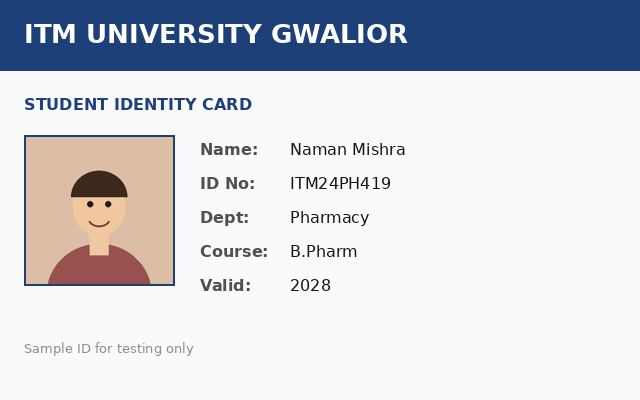 ITM UNIVERSITY GWALIOR
STUDENT IDENTITY CARD
Name: Naman Mishra
ID No: ITM24PH419
Dept: Pharmacy
Course: B.Pharm
Valid: 2028
Sample ID for testing only